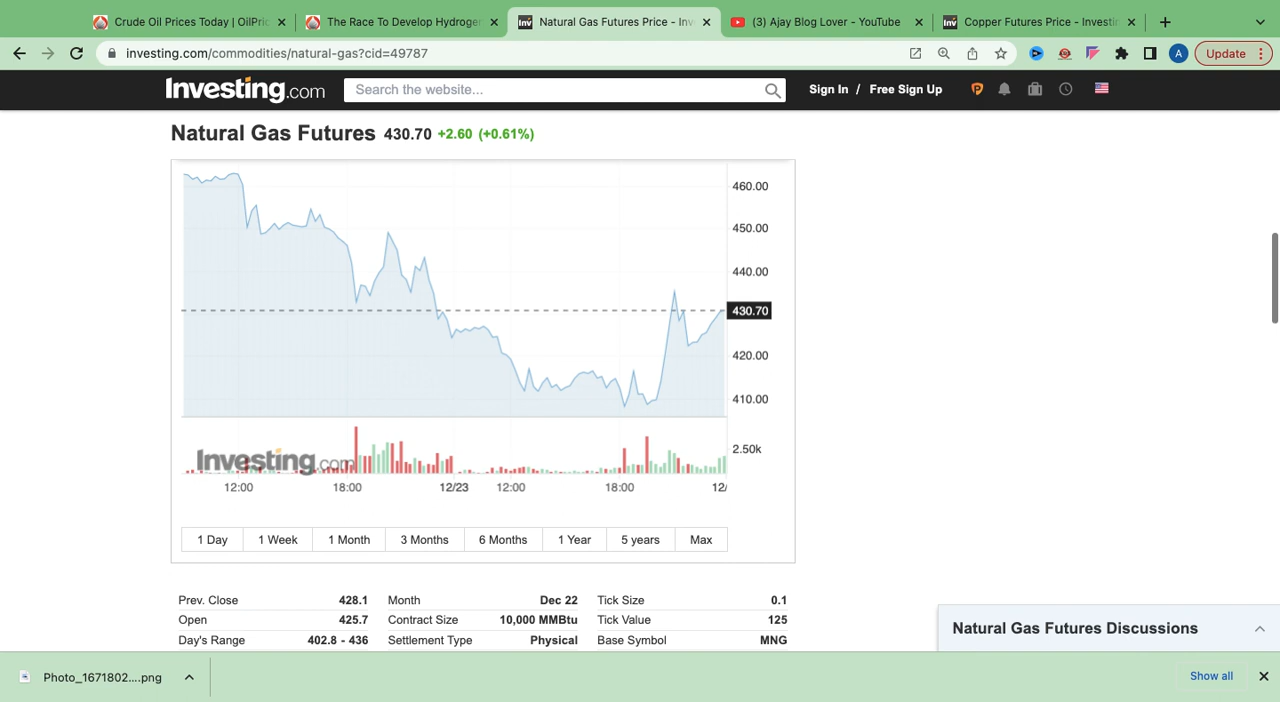 Crude Oil Prices Today | OilPric
The Race To Develop Hydrogen
Natural Gas Futures Price - Inv
(3) Ajay Blog Lover - YouTube
Copper Futures Price - Investin
investing.com/commodities/natural-gas?cid=49787
A
Update
Investing.com
Search the website...
Sign In / Free Sign Up
Natural Gas Futures 430.70 +2.60 (+0.61%)
460.00
450.00
440.00
430.70
420.00
410.00
2.50k
Investing.com
12:00 18:00 12/23 12:00 18:00 12/
1 Day 1 Week 1 Month 3 Months 6 Months 1 Year 5 years Max
Prev. Close 428.1 Month Dec 22 Tick Size 0.1
Open 425.7 Contract Size 10,000 MMBtu Tick Value 125
Day's Range 402.8 - 436 Settlement Type Physical Base Symbol MNG
Natural Gas Futures Discussions
Photo_1671802....png
Show all